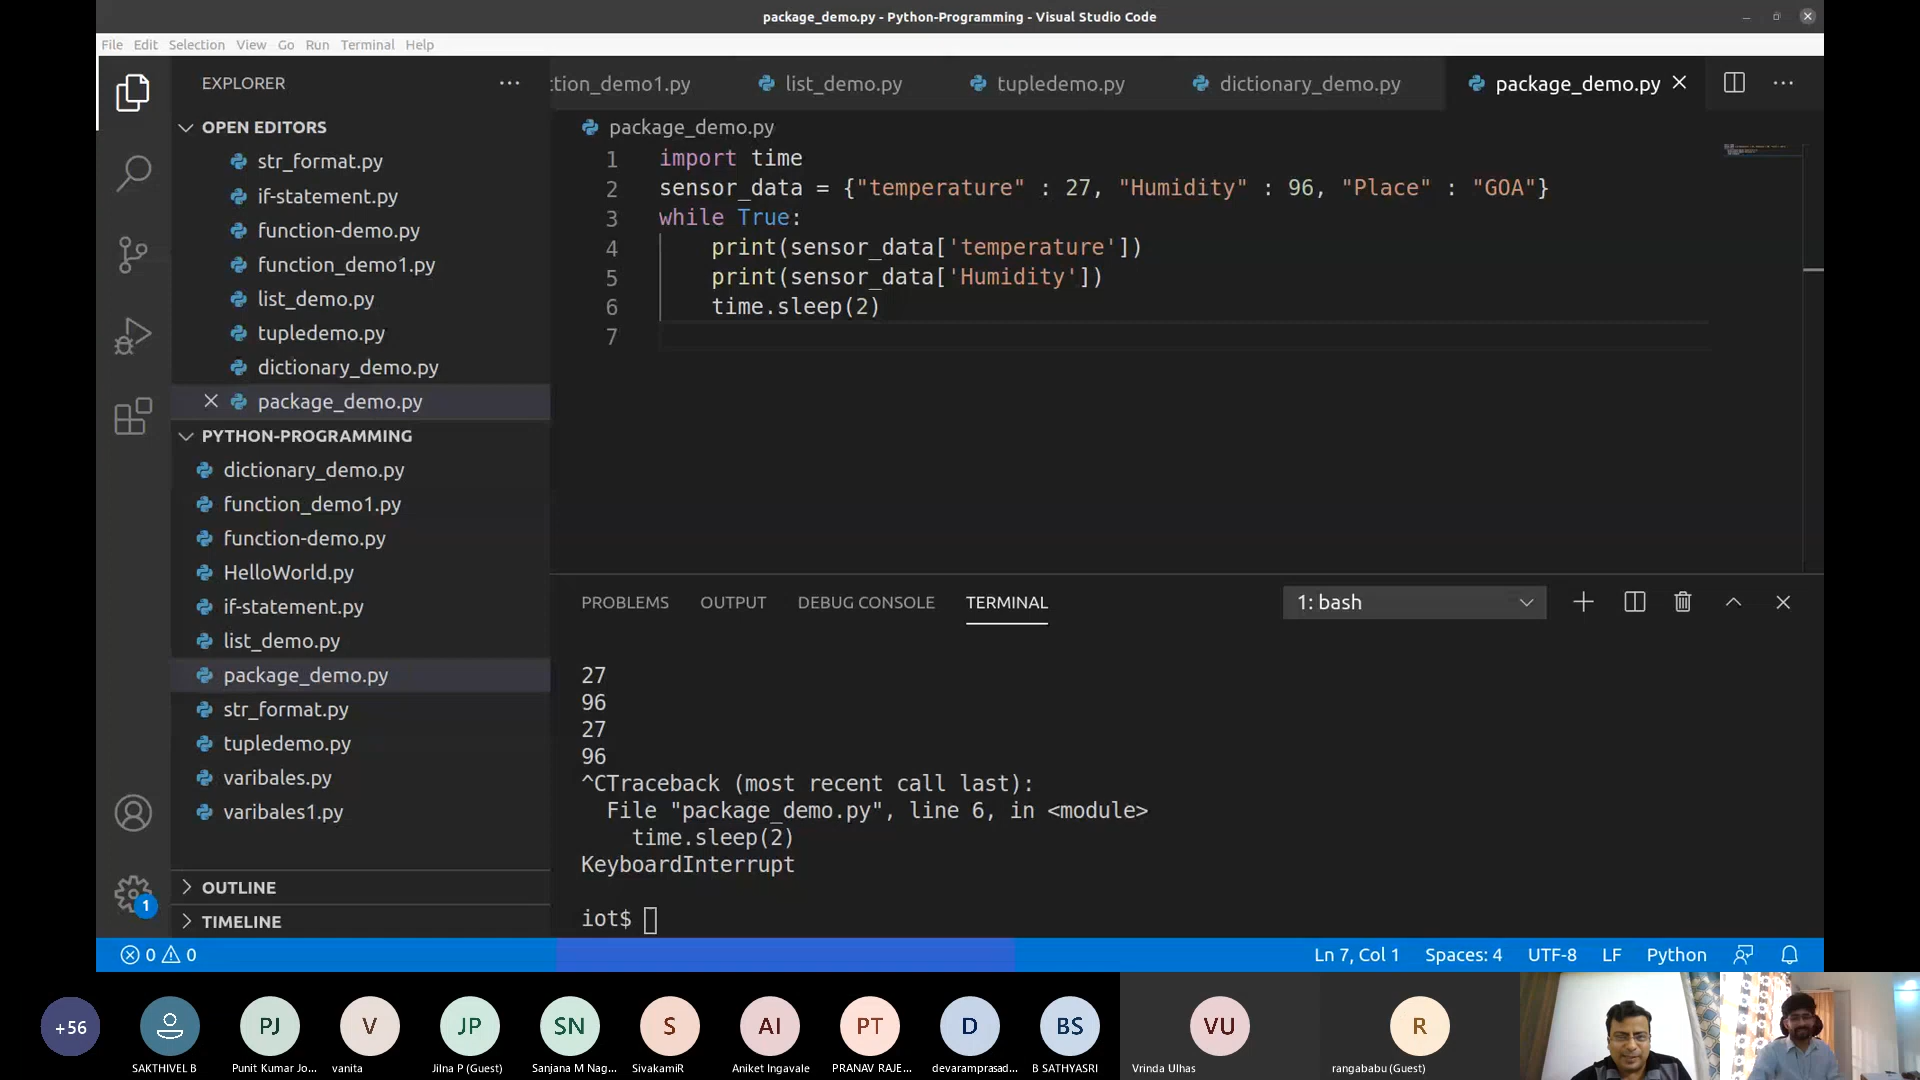 package_demo.py - Python-Programming - Visual Studio Code
File Edit Selection View Go Run Terminal Help
EXPLORER
OPEN EDITORS
str_format.py
if-statement.py
function-demo.py
function_demo1.py
list_demo.py
tupledemo.py
dictionary_demo.py
package_demo.py
PYTHON-PROGRAMMING
dictionary_demo.py
function_demo1.py
function-demo.py
HelloWorld.py
if-statement.py
list_demo.py
package_demo.py
str_format.py
tupledemo.py
varibales.py
varibales1.py
OUTLINE
TIMELINE
ction_demo1.py list_demo.py tupledemo.py dictionary_demo.py package_demo.py
package_demo.py
1 import time
2 sensor_data = {"temperature" : 27, "Humidity" : 96, "Place" : "GOA"}
3 while True:
4 print(sensor_data['temperature'])
5 print(sensor_data['Humidity'])
6 time.sleep(2)
7
PROBLEMS OUTPUT DEBUG CONSOLE TERMINAL 1: bash
27
96
27
96
^CTraceback (most recent call last):
File "package_demo.py", line 6, in <module>
time.sleep(2)
KeyboardInterrupt
iot$
1
0 0 Ln 7, Col 1 Spaces: 4 UTF-8 LF Python
+56 PJ V JP SN S AI PT D BS VU R
SAKTHIVEL B Punit Kumar Jo... vanita Jilna P (Guest) Sanjana M Nag... SivakamiR Aniket Ingavale PRANAV RAJE... devaramprasad... B SATHYASRI Vrinda Ulhas rangababu (Guest)